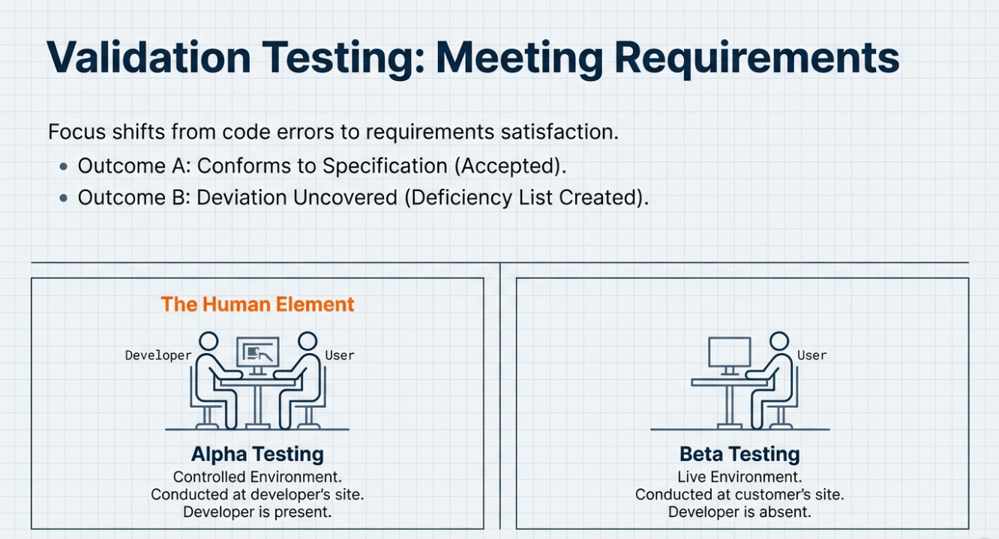 Validation Testing: Meeting Requirements
Focus shifts from code errors to requirements satisfaction.
• Outcome A: Conforms to Specification (Accepted).
• Outcome B: Deviation Uncovered (Deficiency List Created).
The Human Element
Developer
User
Alpha Testing
Controlled Environment.
Conducted at developer's site.
Developer is present.
User
Beta Testing
Live Environment.
Conducted at customer's site.
Developer is absent.